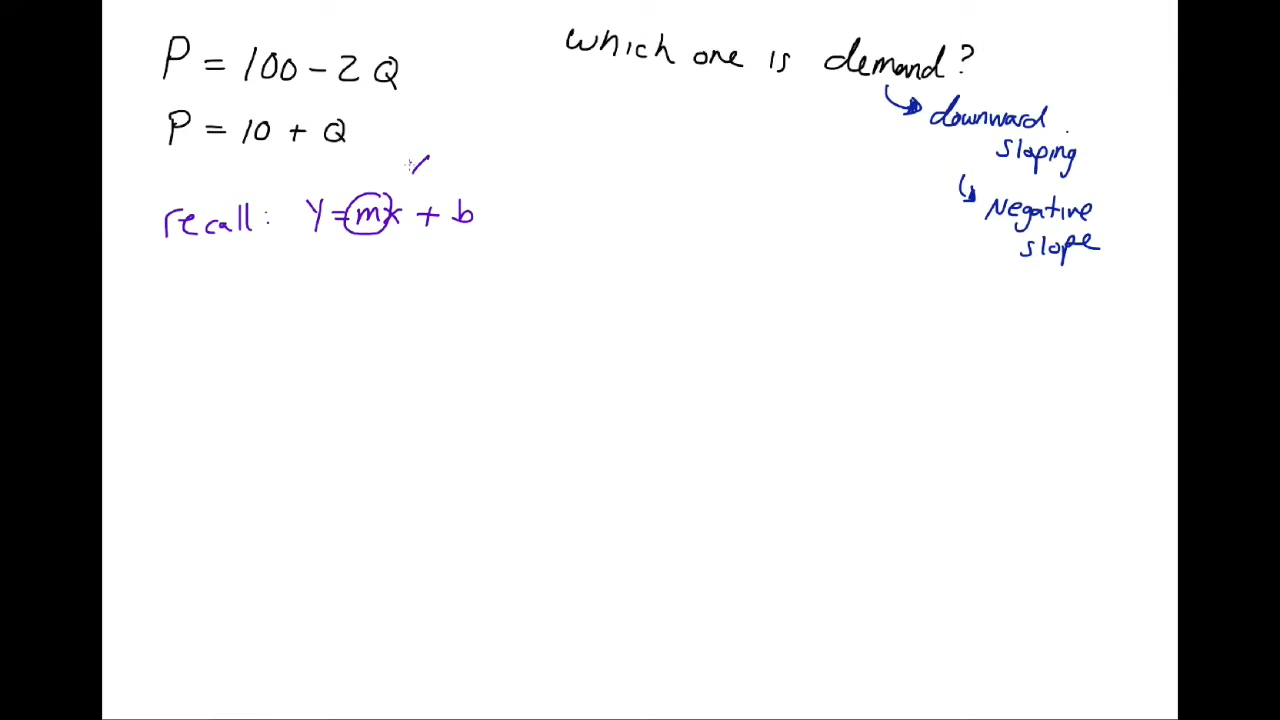 P = 100 - 2Q
which one is demand?
P = 10 + Q
downward
sloping
recall: y = mx + b
Negative
slope